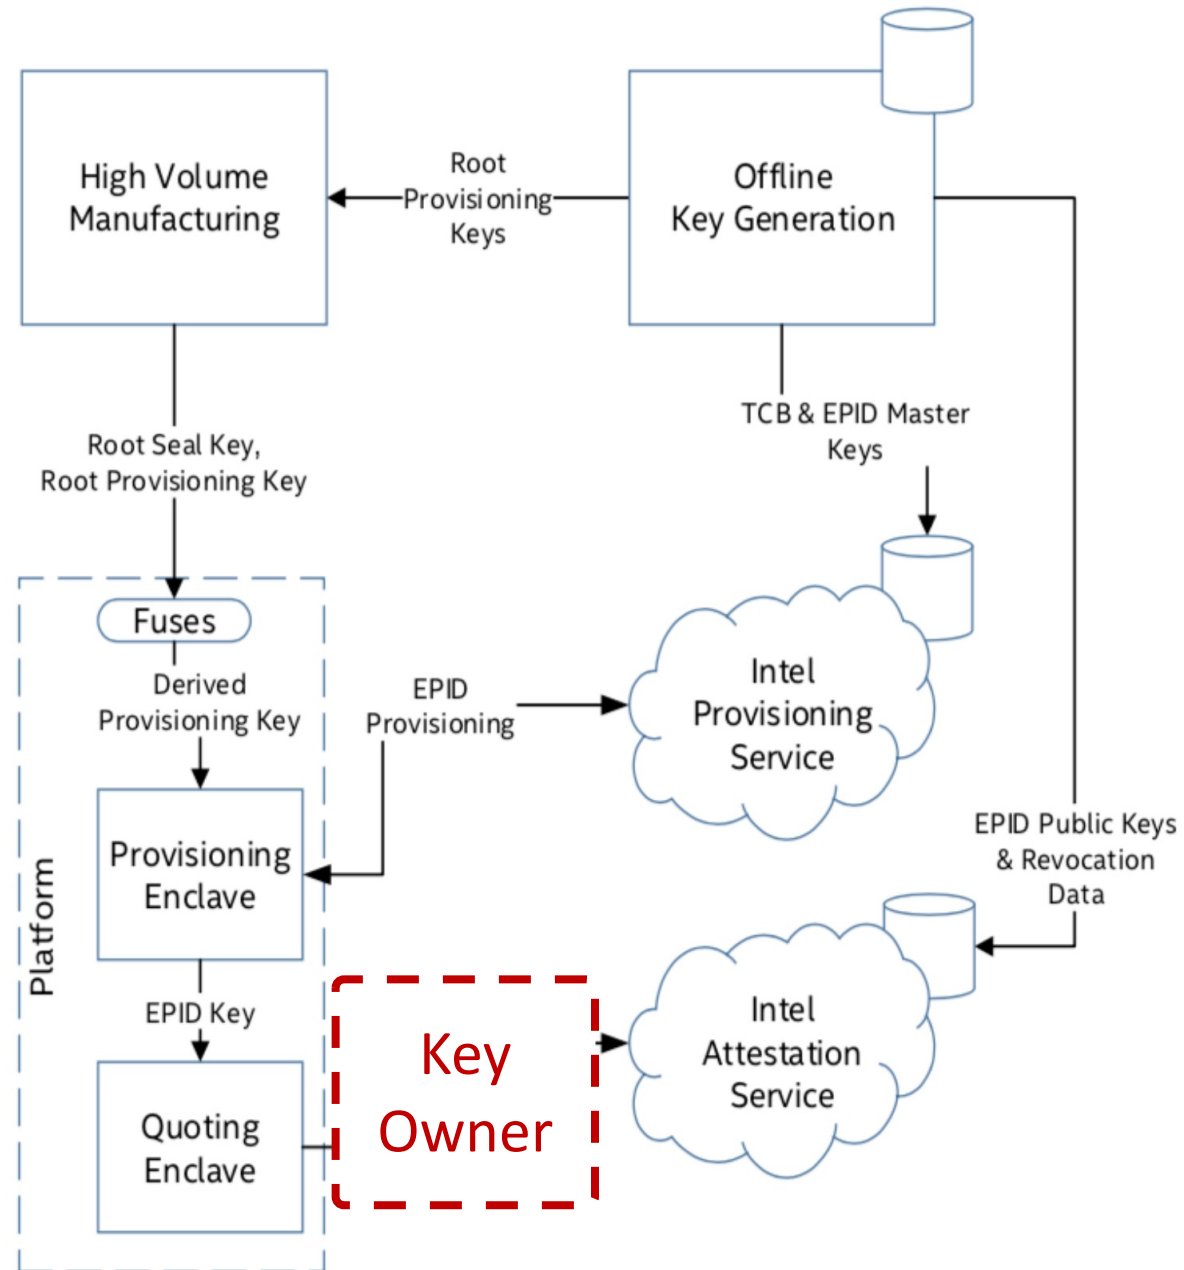 High Volume
Manufacturing
Root
Provisioning
Keys
Offline
Key Generation
Root Seal Key,
Root Provisioning Key
TCB & EPID Master
Keys
Fuses
Derived
Provisioning Key
EPID
Provisioning
Intel
Provisioning
Service
Provisioning
Enclave
Platform
EPID Public Keys
& Revocation
Data
EPID Key
Key
Owner
Intel
Attestation
Service
Quoting
Enclave